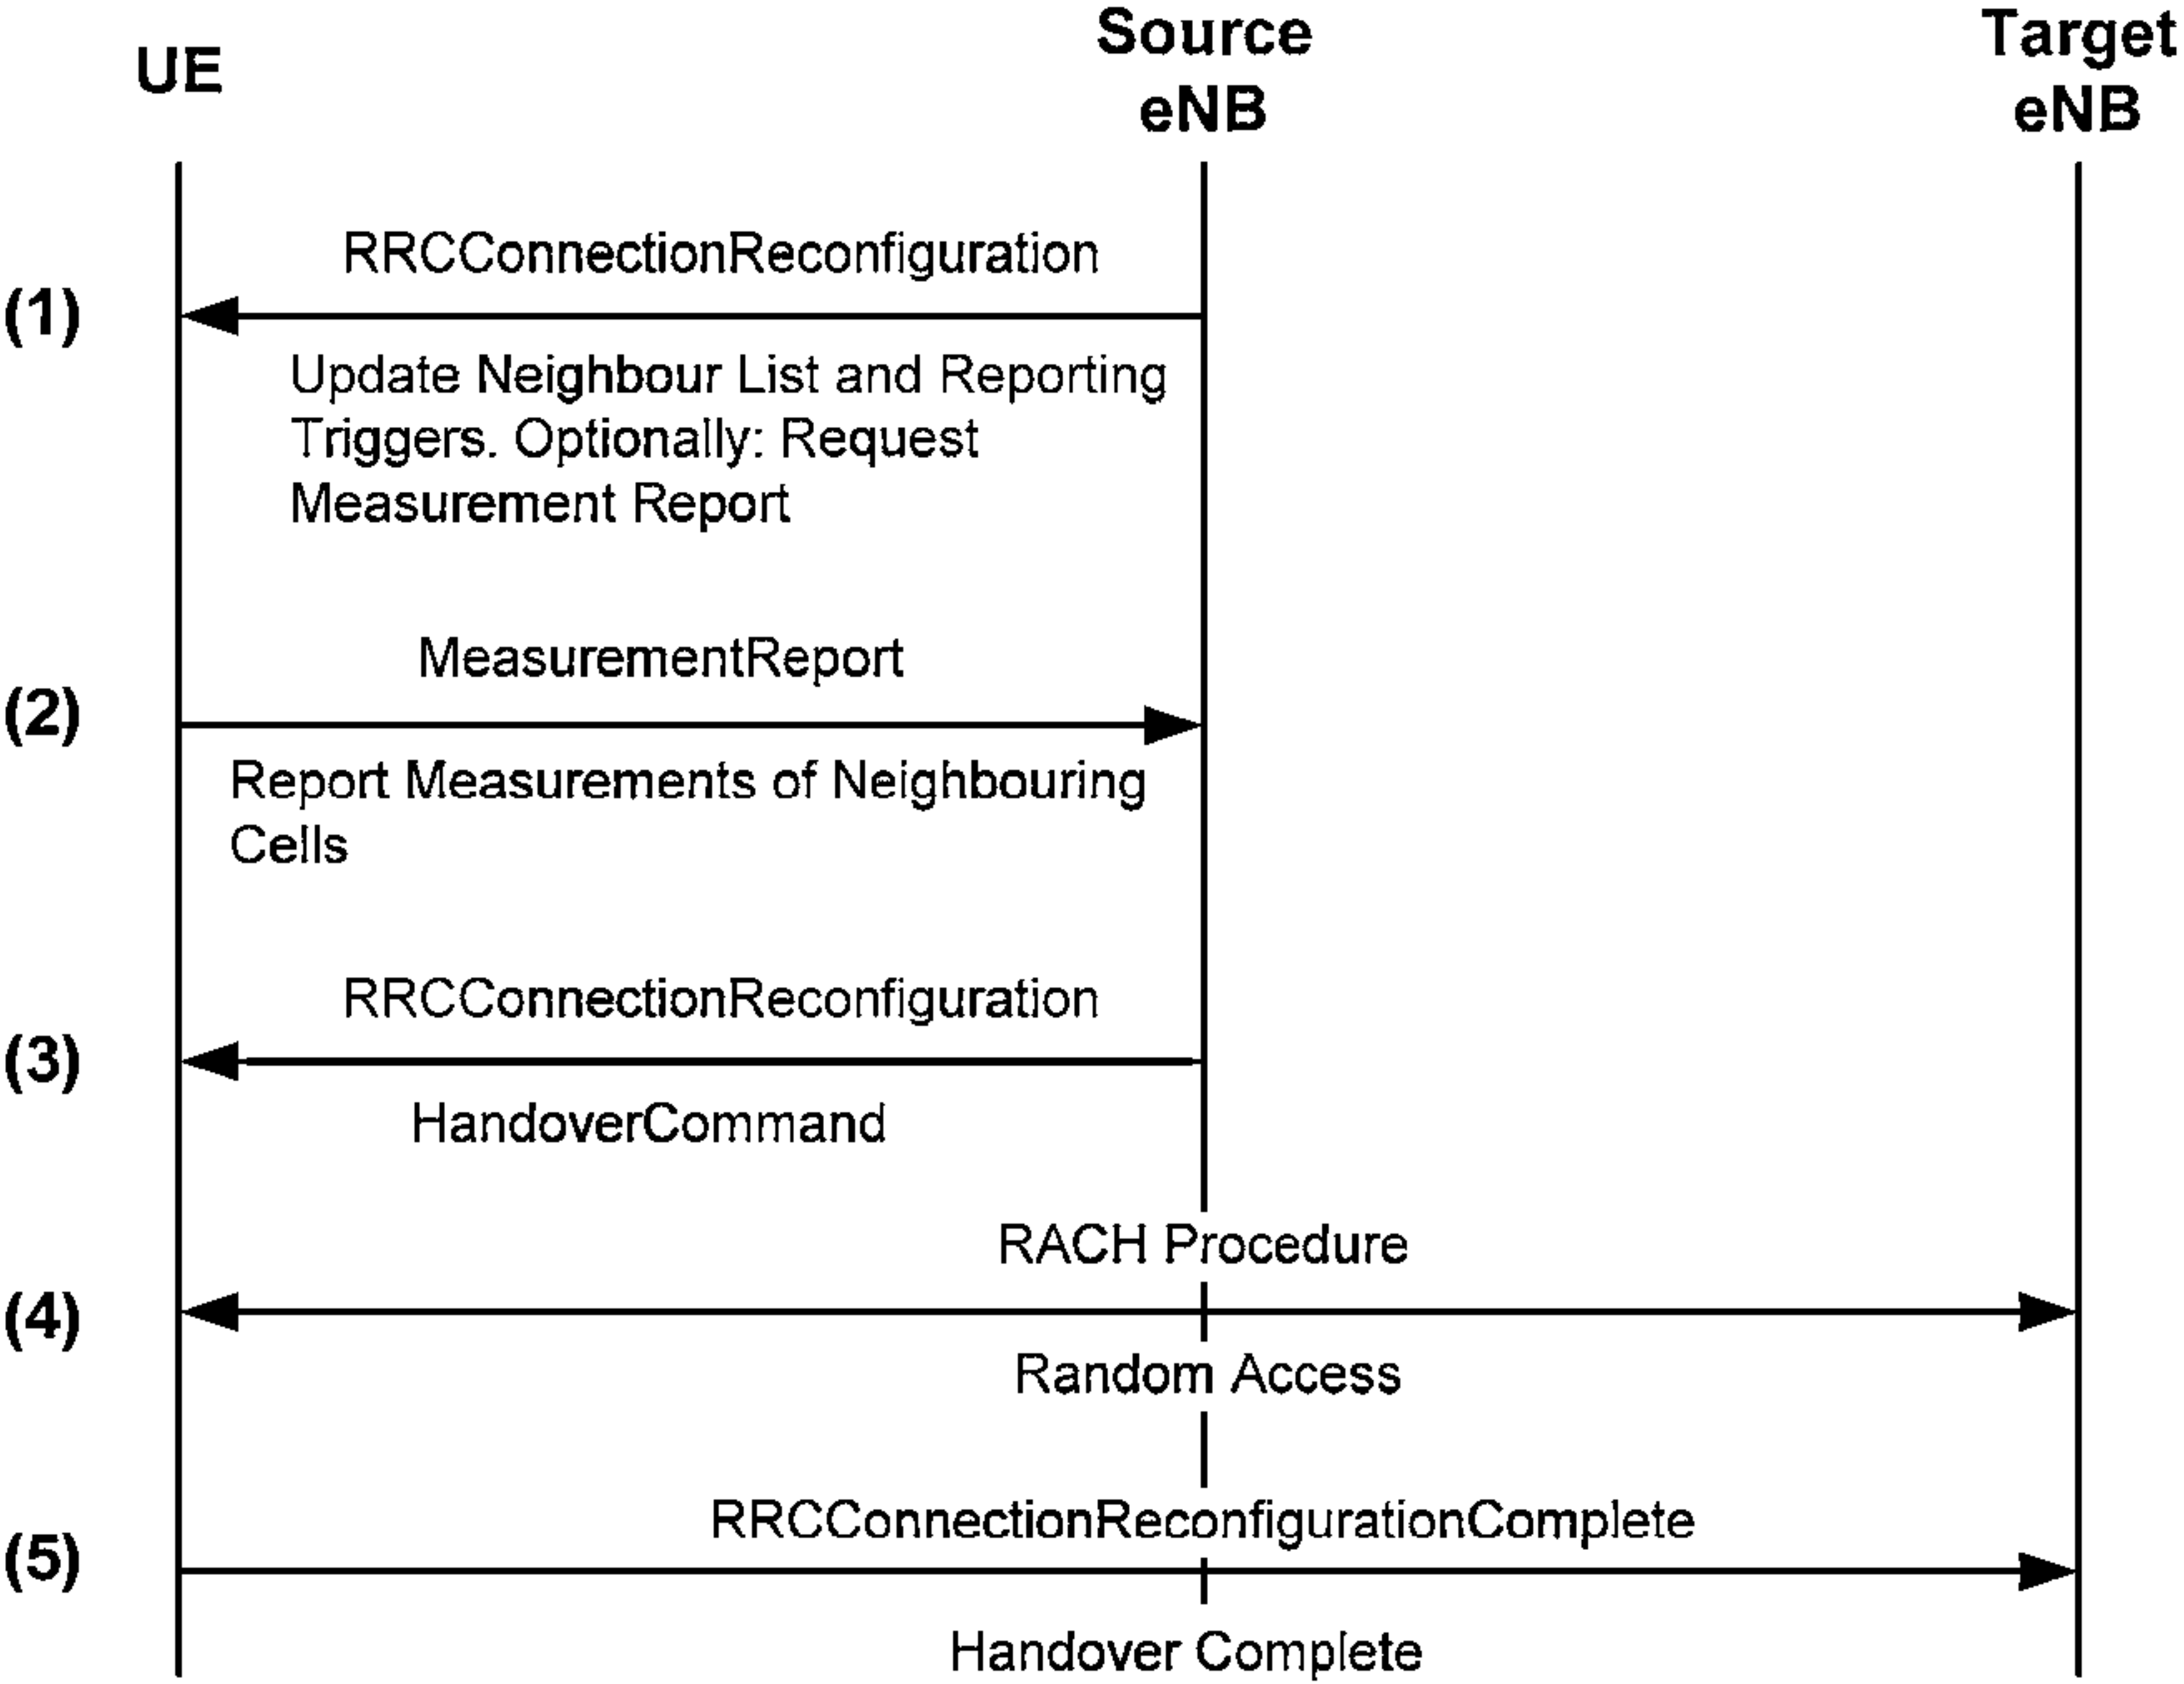 UE
Source
eNB
Target
eNB
RRCConnectionReconfiguration
(1)
Update Neighbour List and Reporting
Triggers. Optionally: Request
Measurement Report
MeasurementReport
(2)
Report Measurements of Neighbouring
Cells
RRCConnectionReconfiguration
(3)
HandoverCommand
RACH Procedure
(4)
Random Access
RRCConnectionReconfigurationComplete
(5)
Handover Complete